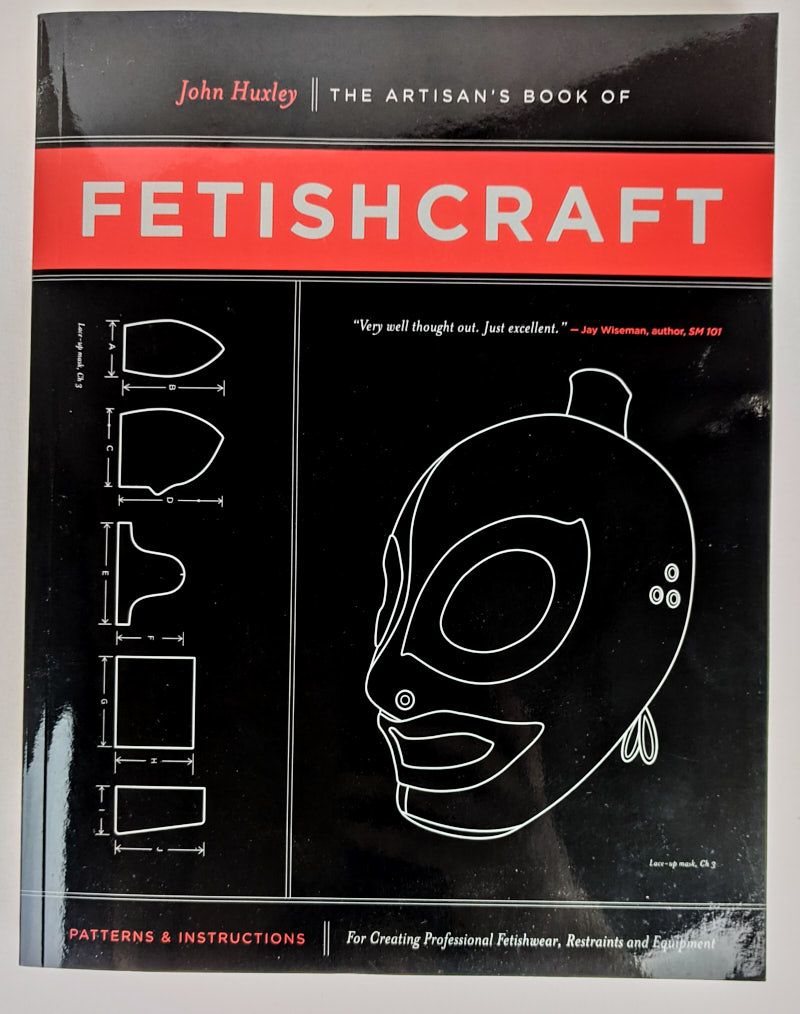 John Huxley THE ARTISAN'S BOOK OF
FETISHCRAFT
"Very well thought out. Just excellent." — Jay Wiseman, author, SM 101
Lace-up mask, Ch 3
A
B
C
D
E
F
G
H
I
J
Lace-up mask, Ch 3
PATTERNS & INSTRUCTIONS For Creating Professional Fetishwear, Restraints and Equipment